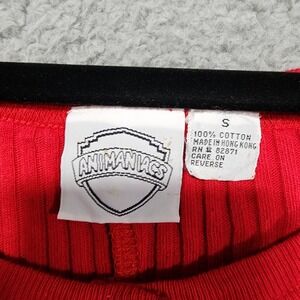 ANIMANIACS
S
100% COTTON
MADE IN HONG KONG
RN # 82871
CARE ON
REVERSE